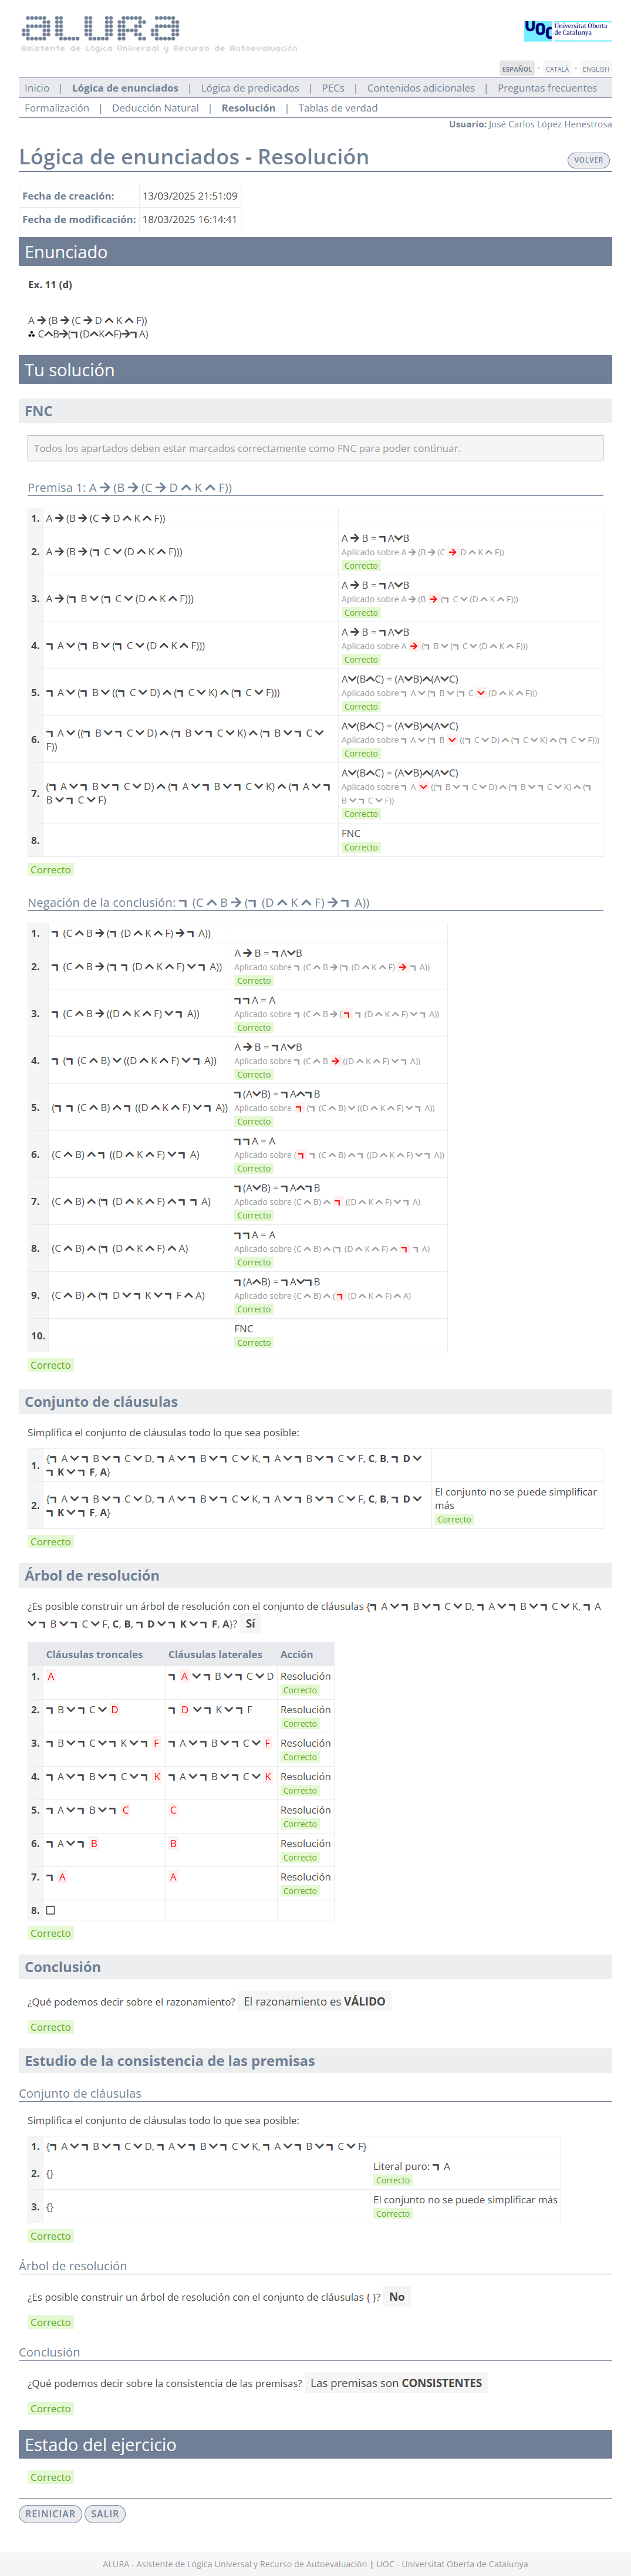 ALURA
Asistente de Lógica Universal y Recurso de Autoevaluación
UOC Universitat Oberta
de Catalunya
ESPAÑOL · CATALÀ · ENGLISH
Inicio | Lógica de enunciados | Lógica de predicados | PECs | Contenidos adicionales | Preguntas frecuentes
Formalización | Deducción Natural | Resolución | Tablas de verdad
Usuario: José Carlos López Henestrosa
Lógica de enunciados - Resolución
VOLVER
Fecha de creación: 13/03/2025 21:51:09
Fecha de modificación: 18/03/2025 16:14:41
Enunciado
Ex. 11 (d)
A → (B → (C → D ∧ K ∧ F))
∴ C∧B→(¬(D∧K∧F)→¬A)
Tu solución
FNC
Todos los apartados deben estar marcados correctamente como FNC para poder continuar.
Premisa 1: A → (B → (C → D ∧ K ∧ F))
1. A → (B → (C → D ∧ K ∧ F))
2. A → (B → (¬ C ∨ (D ∧ K ∧ F))) A → B = ¬A∨B
Aplicado sobre A → (B → (C → D ∧ K ∧ F))
Correcto
3. A → (¬ B ∨ (¬ C ∨ (D ∧ K ∧ F))) A → B = ¬A∨B
Aplicado sobre A → (B → (¬ C ∨ (D ∧ K ∧ F)))
Correcto
4. ¬ A ∨ (¬ B ∨ (¬ C ∨ (D ∧ K ∧ F))) A → B = ¬A∨B
Aplicado sobre A → (¬ B ∨ (¬ C ∨ (D ∧ K ∧ F)))
Correcto
5. ¬ A ∨ (¬ B ∨ ((¬ C ∨ D) ∧ (¬ C ∨ K) ∧ (¬ C ∨ F))) A∨(B∧C) = (A∨B)∧(A∨C)
Aplicado sobre ¬ A ∨ (¬ B ∨ (¬ C ∨ (D ∧ K ∧ F)))
Correcto
6. ¬ A ∨ ((¬ B ∨ ¬ C ∨ D) ∧ (¬ B ∨ ¬ C ∨ K) ∧ (¬ B ∨ ¬ C ∨
F)) A∨(B∧C) = (A∨B)∧(A∨C)
Aplicado sobre ¬ A ∨ (¬ B ∨ ((¬ C ∨ D) ∧ (¬ C ∨ K) ∧ (¬ C ∨ F)))
Correcto
7. (¬ A ∨ ¬ B ∨ ¬ C ∨ D) ∧ (¬ A ∨ ¬ B ∨ ¬ C ∨ K) ∧ (¬ A ∨ ¬
B ∨ ¬ C ∨ F) A∨(B∧C) = (A∨B)∧(A∨C)
Aplicado sobre ¬ A ∨ ((¬ B ∨ ¬ C ∨ D) ∧ (¬ B ∨ ¬ C ∨ K) ∧ (¬
B ∨ ¬ C ∨ F))
Correcto
8. FNC
Correcto
Correcto
Negación de la conclusión: ¬ (C ∧ B → (¬ (D ∧ K ∧ F) → ¬ A))
1. ¬ (C ∧ B → (¬ (D ∧ K ∧ F) → ¬ A))
2. ¬ (C ∧ B → (¬ ¬ (D ∧ K ∧ F) ∨ ¬ A)) A → B = ¬A∨B
Aplicado sobre ¬ (C ∧ B → (¬ (D ∧ K ∧ F) → ¬ A))
Correcto
3. ¬ (C ∧ B → ((D ∧ K ∧ F) ∨ ¬ A)) ¬¬A = A
Aplicado sobre ¬ (C ∧ B → (¬ ¬ (D ∧ K ∧ F) ∨ ¬ A))
Correcto
4. ¬ (¬ (C ∧ B) ∨ ((D ∧ K ∧ F) ∨ ¬ A)) A → B = ¬A∨B
Aplicado sobre ¬ (C ∧ B → ((D ∧ K ∧ F) ∨ ¬ A))
Correcto
5. (¬ ¬ (C ∧ B) ∧ ¬ ((D ∧ K ∧ F) ∨ ¬ A)) ¬(A∨B) = ¬A∧¬B
Aplicado sobre ¬ (¬ (C ∧ B) ∨ ((D ∧ K ∧ F) ∨ ¬ A))
Correcto
6. (C ∧ B) ∧ ¬ ((D ∧ K ∧ F) ∨ ¬ A) ¬¬A = A
Aplicado sobre (¬ ¬ (C ∧ B) ∧ ¬ ((D ∧ K ∧ F) ∨ ¬ A))
Correcto
7. (C ∧ B) ∧ (¬ (D ∧ K ∧ F) ∧ ¬ ¬ A) ¬(A∨B) = ¬A∧¬B
Aplicado sobre (C ∧ B) ∧ ¬ ((D ∧ K ∧ F) ∨ ¬ A)
Correcto
8. (C ∧ B) ∧ (¬ (D ∧ K ∧ F) ∧ A) ¬¬A = A
Aplicado sobre (C ∧ B) ∧ (¬ (D ∧ K ∧ F) ∧ ¬ ¬ A)
Correcto
9. (C ∧ B) ∧ (¬ D ∨ ¬ K ∨ ¬ F ∧ A) ¬(A∧B) = ¬A∨¬B
Aplicado sobre (C ∧ B) ∧ (¬ (D ∧ K ∧ F) ∧ A)
Correcto
10. FNC
Correcto
Correcto
Conjunto de cláusulas
Simplifica el conjunto de cláusulas todo lo que sea posible:
1. {¬ A ∨ ¬ B ∨ ¬ C ∨ D, ¬ A ∨ ¬ B ∨ ¬ C ∨ K, ¬ A ∨ ¬ B ∨ ¬ C ∨ F, C, B, ¬ D ∨
¬ K ∨ ¬ F, A}
2. {¬ A ∨ ¬ B ∨ ¬ C ∨ D, ¬ A ∨ ¬ B ∨ ¬ C ∨ K, ¬ A ∨ ¬ B ∨ ¬ C ∨ F, C, B, ¬ D ∨
¬ K ∨ ¬ F, A} El conjunto no se puede simplificar
más
Correcto
Correcto
Árbol de resolución
¿Es posible construir un árbol de resolución con el conjunto de cláusulas {¬ A ∨ ¬ B ∨ ¬ C ∨ D, ¬ A ∨ ¬ B ∨ ¬ C ∨ K, ¬ A
∨ ¬ B ∨ ¬ C ∨ F, C, B, ¬ D ∨ ¬ K ∨ ¬ F, A}? Sí
Cláusulas troncales Cláusulas laterales Acción
1. A ¬ A ∨ ¬ B ∨ ¬ C ∨ D Resolución
Correcto
2. ¬ B ∨ ¬ C ∨ D ¬ D ∨ ¬ K ∨ ¬ F Resolución
Correcto
3. ¬ B ∨ ¬ C ∨ ¬ K ∨ ¬ F ¬ A ∨ ¬ B ∨ ¬ C ∨ F Resolución
Correcto
4. ¬ A ∨ ¬ B ∨ ¬ C ∨ ¬ K ¬ A ∨ ¬ B ∨ ¬ C ∨ K Resolución
Correcto
5. ¬ A ∨ ¬ B ∨ ¬ C C Resolución
Correcto
6. ¬ A ∨ ¬ B B Resolución
Correcto
7. ¬ A A Resolución
Correcto
8. □
Correcto
Conclusión
¿Qué podemos decir sobre el razonamiento? El razonamiento es VÁLIDO
Correcto
Estudio de la consistencia de las premisas
Conjunto de cláusulas
Simplifica el conjunto de cláusulas todo lo que sea posible:
1. {¬ A ∨ ¬ B ∨ ¬ C ∨ D, ¬ A ∨ ¬ B ∨ ¬ C ∨ K, ¬ A ∨ ¬ B ∨ ¬ C ∨ F}
2. {} Literal puro: ¬ A
Correcto
3. {} El conjunto no se puede simplificar más
Correcto
Correcto
Árbol de resolución
¿Es posible construir un árbol de resolución con el conjunto de cláusulas { }? No
Correcto
Conclusión
¿Qué podemos decir sobre la consistencia de las premisas? Las premisas son CONSISTENTES
Correcto
Estado del ejercicio
Correcto
REINICIAR SALIR
ALURA - Asistente de Lógica Universal y Recurso de Autoevaluación | UOC - Universitat Oberta de Catalunya